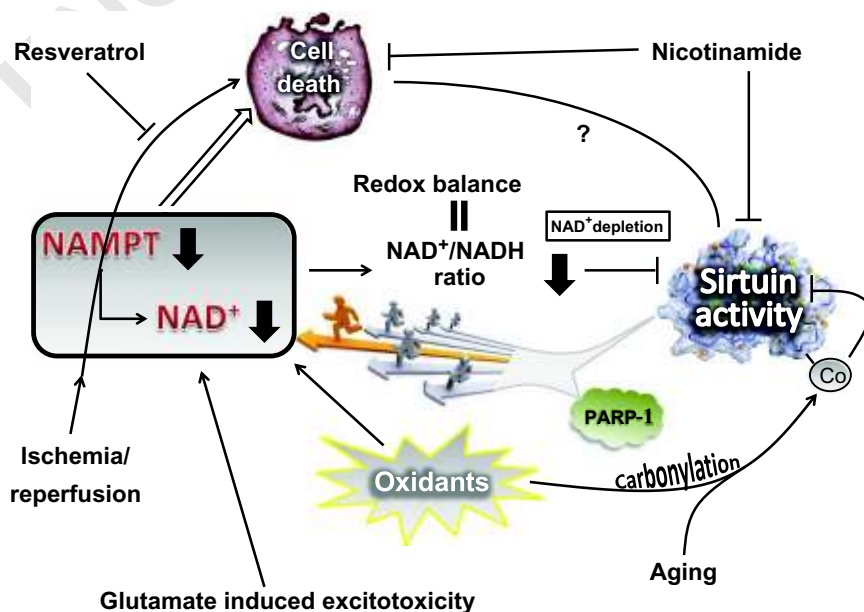 Resveratrol
Cell
death
Nicotinamide
?
Redox balance
NAD⁺/NADH
ratio
NAD⁺depletion
NAMPT
NAD⁺
Sirtuin
activity
Co
PARP-1
Ischemia/
reperfusion
Oxidants
carbonylation
Aging
Glutamate induced excitotoxicity